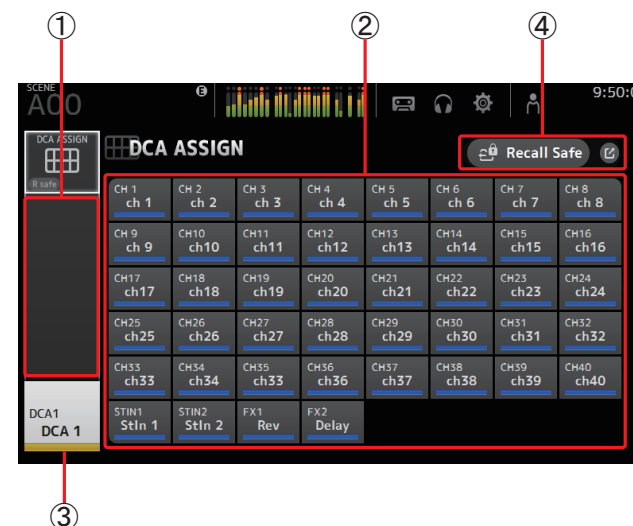 ① ② ④
SCENE
A00
E
9:50:
DCA ASSIGN
R safe
DCA ASSIGN
Recall Safe
CH 1 CH 2 CH 3 CH 4 CH 5 CH 6 CH 7 CH 8
ch 1 ch 2 ch 3 ch 4 ch 5 ch 6 ch 7 ch 8
CH 9 CH10 CH11 CH12 CH13 CH14 CH15 CH16
ch 9 ch10 ch11 ch12 ch13 ch14 ch15 ch16
CH17 CH18 CH19 CH20 CH21 CH22 CH23 CH24
ch17 ch18 ch19 ch20 ch21 ch22 ch23 ch24
CH25 CH26 CH27 CH28 CH29 CH30 CH31 CH32
ch25 ch26 ch27 ch28 ch29 ch30 ch31 ch32
CH33 CH34 CH35 CH36 CH37 CH38 CH39 CH40
ch33 ch34 ch33 ch36 ch37 ch38 ch39 ch40
STIN1 STIN2 FX1 FX2
StIn 1 StIn 2 Rev Delay
DCA1
DCA 1
③